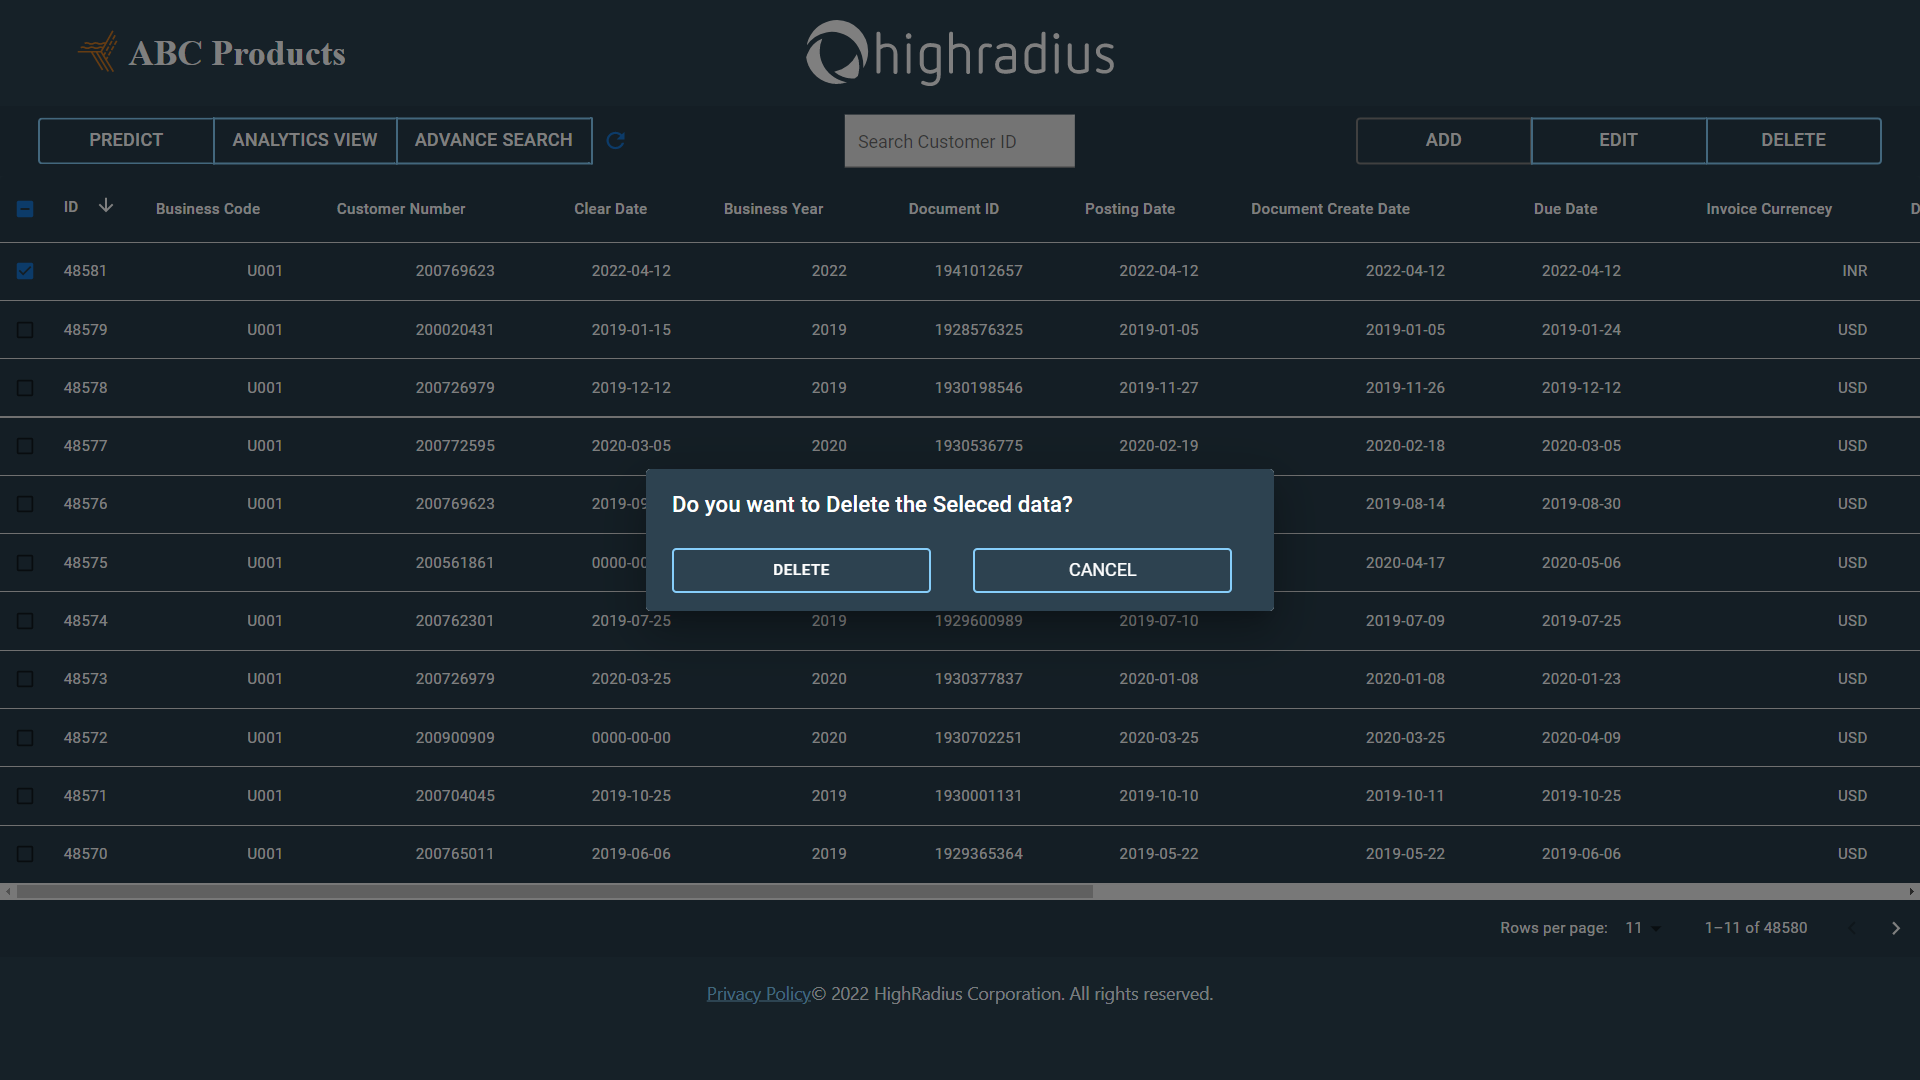 ABC Products
highradius
PREDICT ANALYTICS VIEW ADVANCE SEARCH Search Customer ID ADD EDIT DELETE
ID Business Code Customer Number Clear Date Business Year Document ID Posting Date Document Create Date Due Date Invoice Currencey D
48581 U001 200769623 2022-04-12 2022 1941012657 2022-04-12 2022-04-12 2022-04-12 INR
48579 U001 200020431 2019-01-15 2019 1928576325 2019-01-05 2019-01-05 2019-01-24 USD
48578 U001 200726979 2019-12-12 2019 1930198546 2019-11-27 2019-11-26 2019-12-12 USD
48577 U001 200772595 2020-03-05 2020 1930536775 2020-02-19 2020-02-18 2020-03-05 USD
48576 U001 200769623 2019-09 2019-08-14 2019-08-30 USD
Do you want to Delete the Seleced data?
48575 U001 200561861 0000-00 2020-04-17 2020-05-06 USD
DELETE CANCEL
48574 U001 200762301 2019-07-25 2019 1929600989 2019-07-10 2019-07-09 2019-07-25 USD
48573 U001 200726979 2020-03-25 2020 1930377837 2020-01-08 2020-01-08 2020-01-23 USD
48572 U001 200900909 0000-00-00 2020 1930702251 2020-03-25 2020-03-25 2020-04-09 USD
48571 U001 200704045 2019-10-25 2019 1930001131 2019-10-10 2019-10-11 2019-10-25 USD
48570 U001 200765011 2019-06-06 2019 1929365364 2019-05-22 2019-05-22 2019-06-06 USD
Rows per page: 11 1–11 of 48580
Privacy Policy© 2022 HighRadius Corporation. All rights reserved.